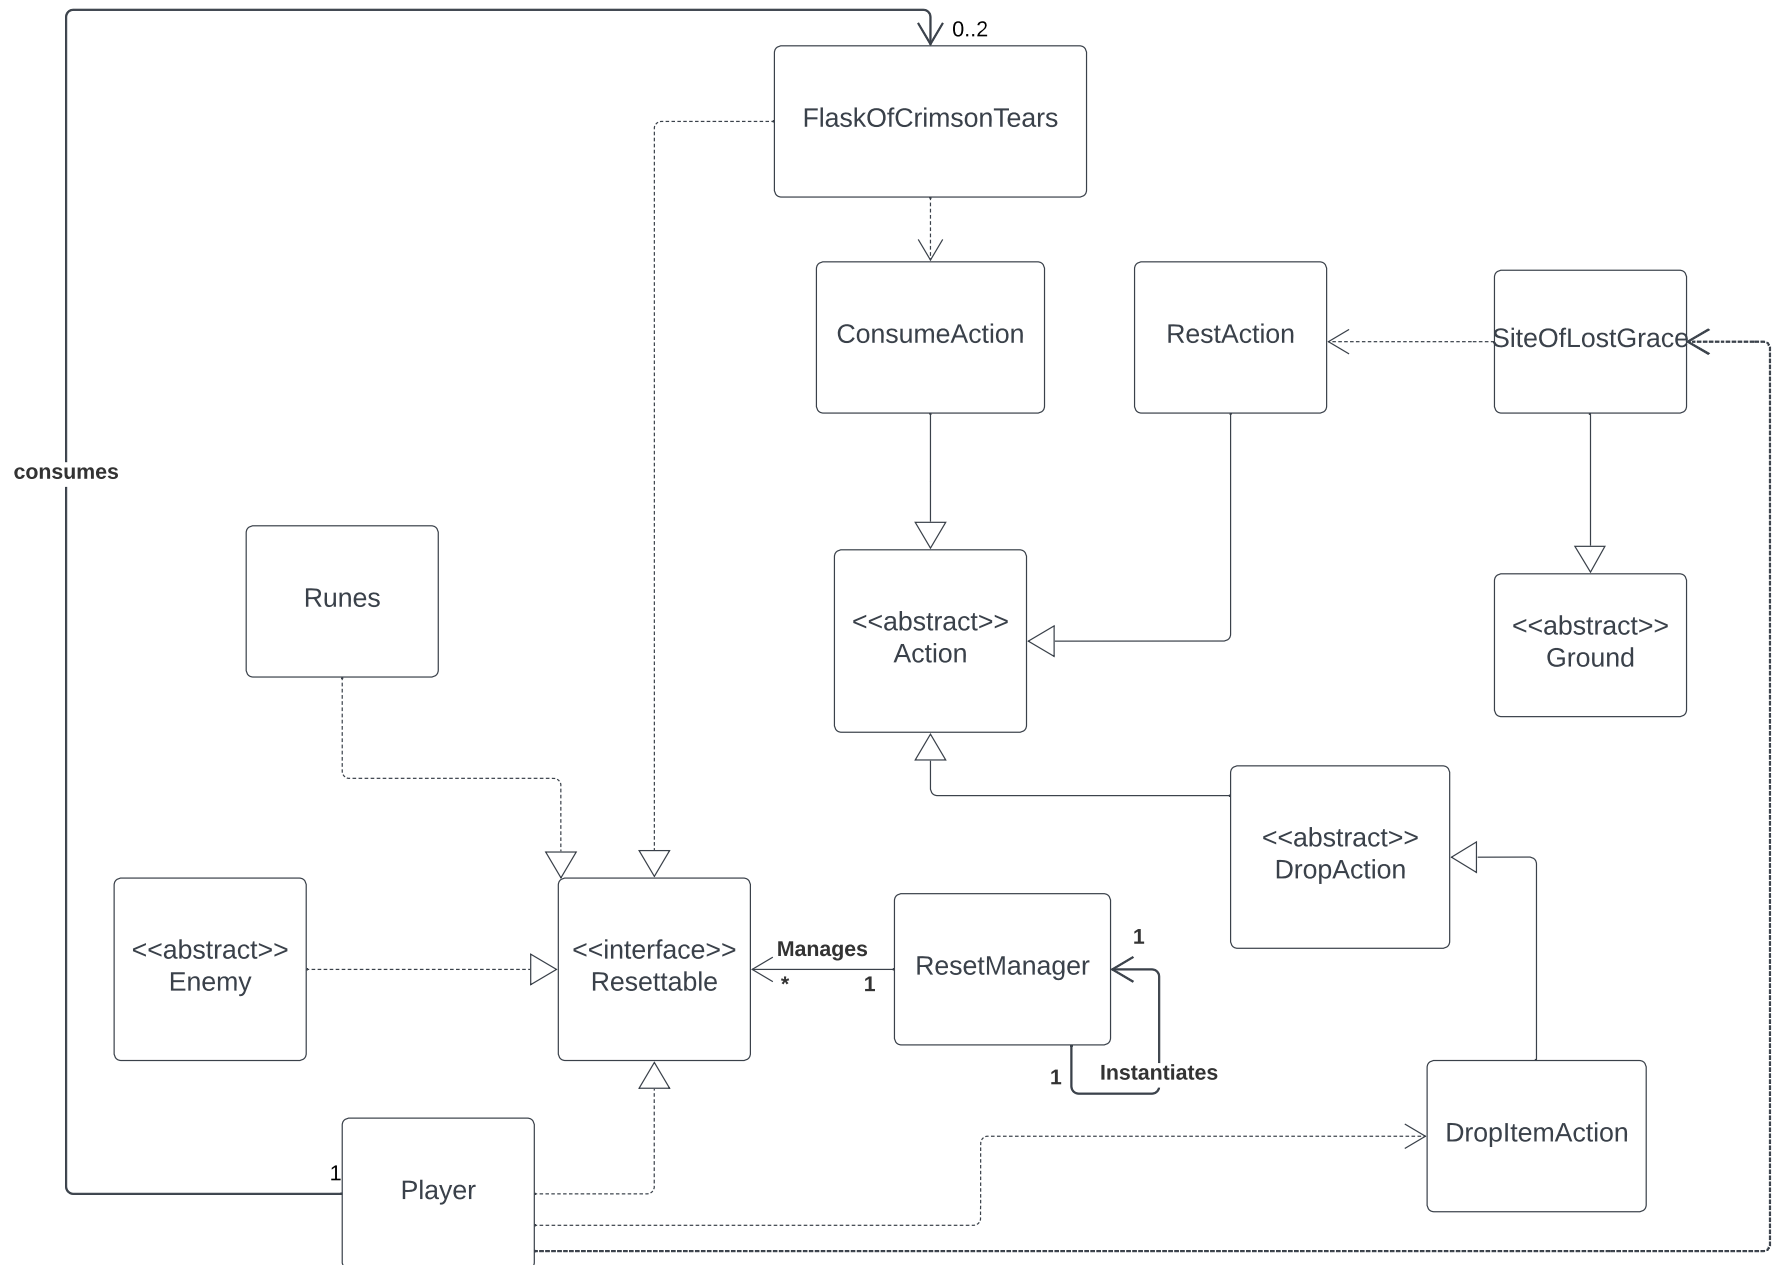 0..2
FlaskOfCrimsonTears
ConsumeAction
RestAction
SiteOfLostGrace
consumes
Runes
<<abstract>>
Action
<<abstract>>
Ground
<<abstract>>
DropAction
<<abstract>>
Enemy
<<interface>>
Resettable
Manages
*
1
ResetManager
1
1
Instantiates
DropItemAction
1
Player